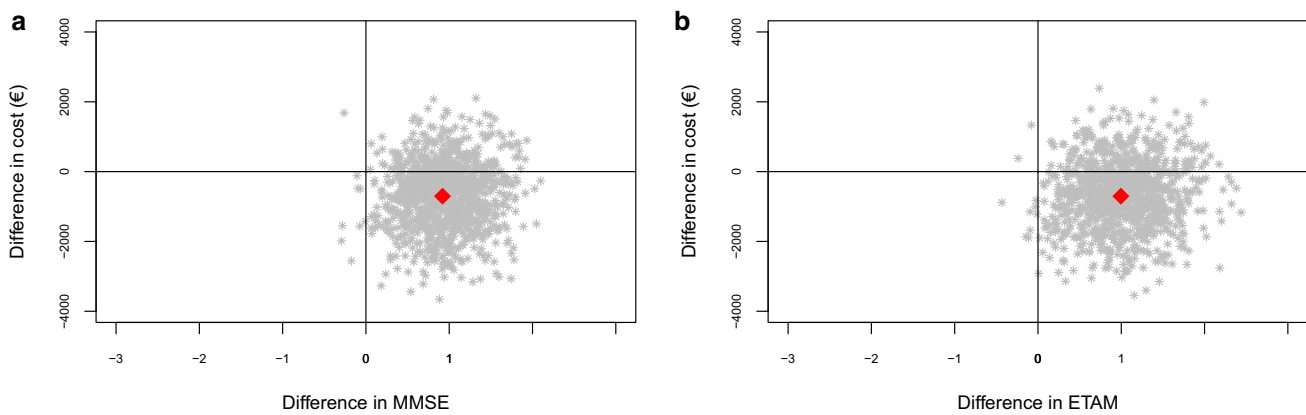 a
4000
2000
0
−2000
−4000
Difference in cost (€)
−3 −2 −1 0 1
Difference in MMSE
b
4000
2000
0
−2000
−4000
Difference in cost (€)
−3 −2 −1 0 1
Difference in ETAM